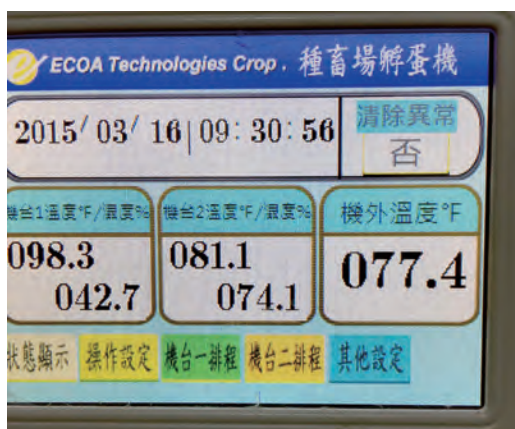 ECOA Technologies Crop . 種畜場孵蛋機
2015/ 03/ 16| 09: 30: 56
清除異常
否
機台1溫度°F/濕度%
098.3
042.7
機台2溫度°F/濕度%
081.1
074.1
機外溫度°F
077.4
狀態顯示 操作設定 機台一排程 機台二排程 其他設定